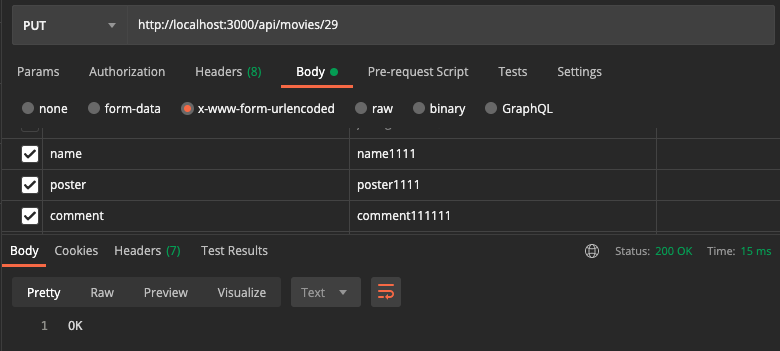 PUT http://localhost:3000/api/movies/29
Params Authorization Headers (8) Body Pre-request Script Tests Settings
none form-data x-www-form-urlencoded raw binary GraphQL
name name1111
poster poster1111
comment comment111111
Body Cookies Headers (7) Test Results Status: 200 OK Time: 15 ms
Pretty Raw Preview Visualize Text
1 OK